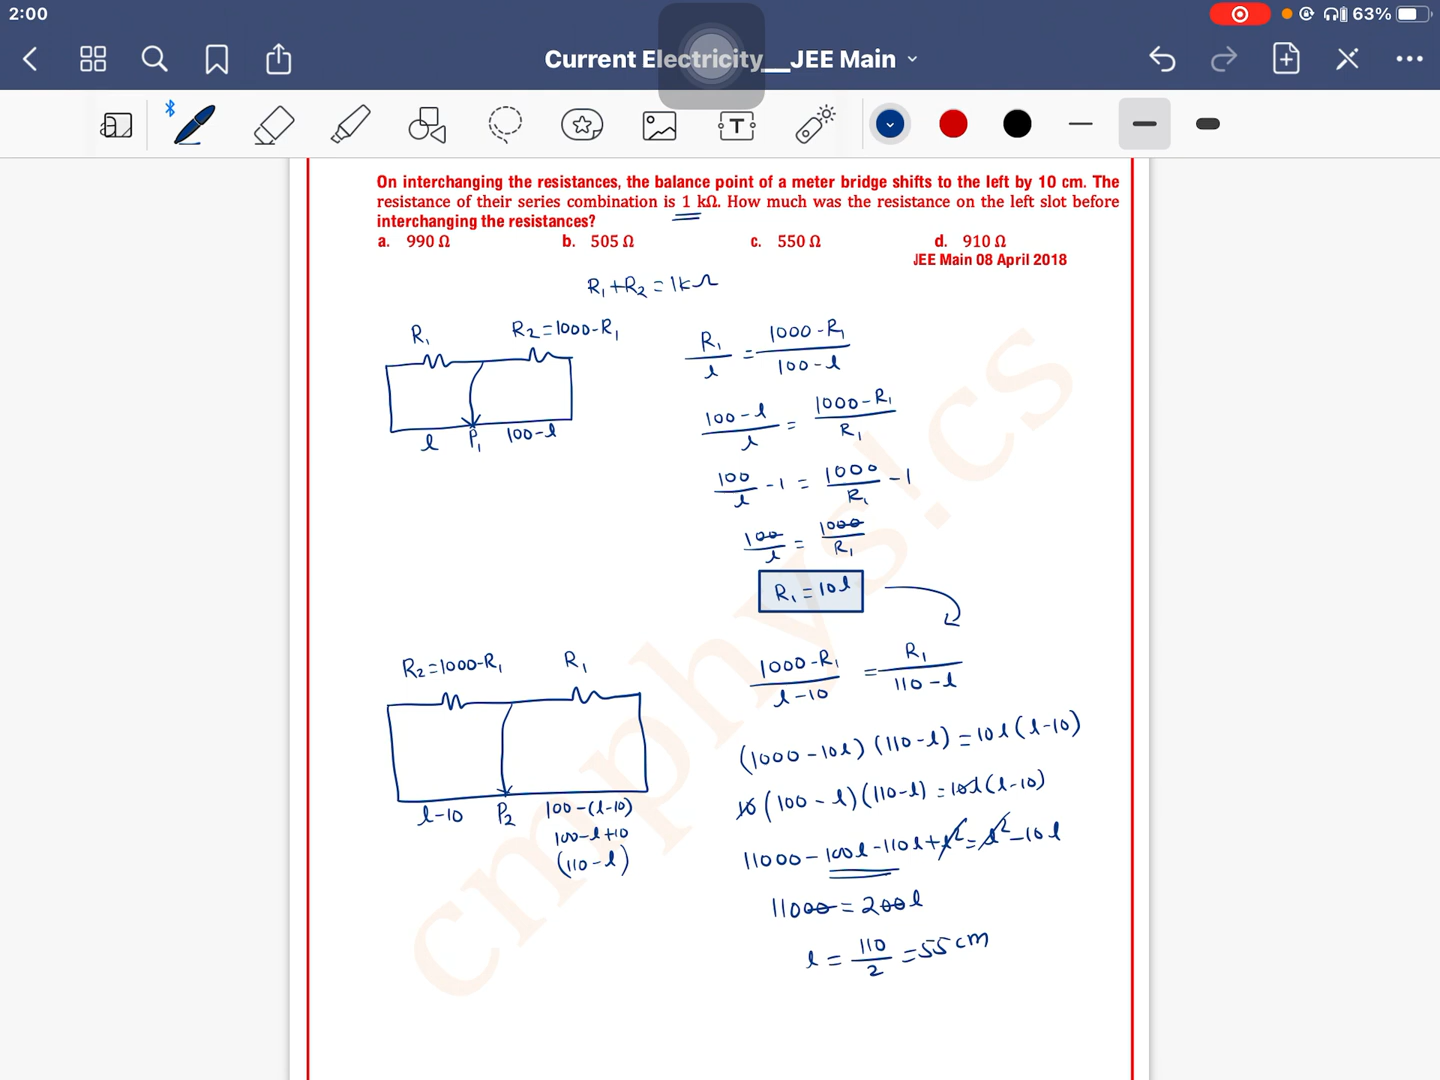 2:00
63%
Current Electricity__JEE Main
T
On interchanging the resistances, the balance point of a meter bridge shifts to the left by 10 cm. The
resistance of their series combination is 1 kΩ. How much was the resistance on the left slot before
interchanging the resistances?
a. 990 Ω b. 505 Ω c. 550 Ω d. 910 Ω
JEE Main 08 April 2018
R₁+R₂ = 1kΩ
R₁ R₂=1000-R₁
l P₁ 100-l
R₁/l = (1000-R₁)/(100-l)
(100-l)/l = (1000-R₁)/R₁
100/l -1 = 1000/R₁ -1
100/l = 1000/R₁
R₁=10l
R₂=1000-R₁ R₁
l-10 P₂ 100-(l-10)
100-l+10
(110-l)
(1000-R₁)/(l-10) = R₁/(110-l)
(1000-10l)(110-l)=10l(l-10)
10(100-l)(110-l)=10l(l-10)
11000-100l-110l+l²=l²-10l
11000=200l
l = 110/2 =55cm
cmphys!cs